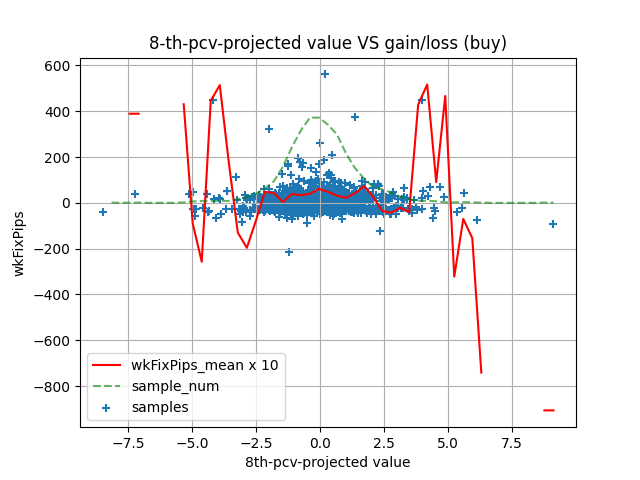 8-th-pcv-projected value VS gain/loss (buy)
600
400
200
0
−200
−400
−600
−800
wkFixPips
wkFixPips_mean x 10
sample_num
samples
−7.5 −5.0 −2.5 0.0 2.5 5.0 7.5
8th-pcv-projected value